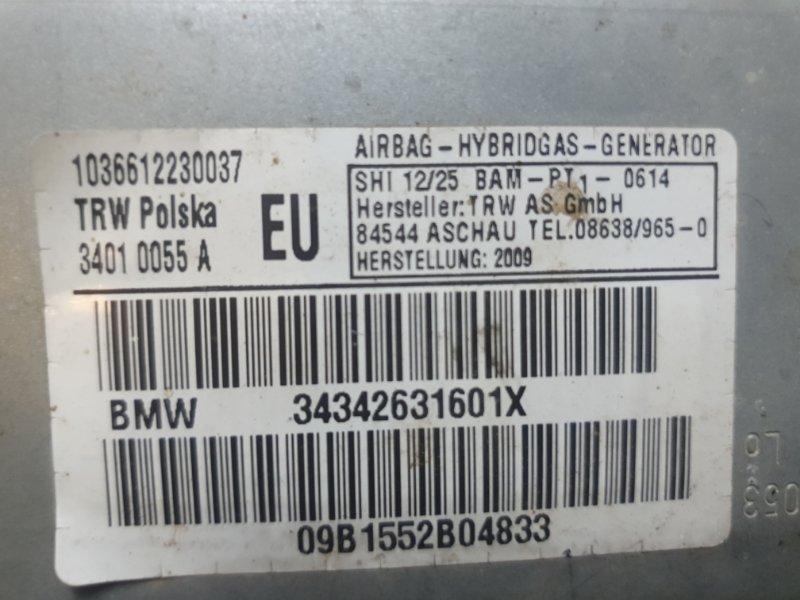 1036612230037
TRW Polska
3401 0055 A
EU
AIRBAG-HYBRIDGAS-GENERATOR
SHI 12/25 BAM-PT1-0614
Hersteller: TRW AS GmbH
84544 ASCHAU TEL.08638/965-0
HERSTELLUNG: 2009
BMW 34342631601X
09B1552B04833